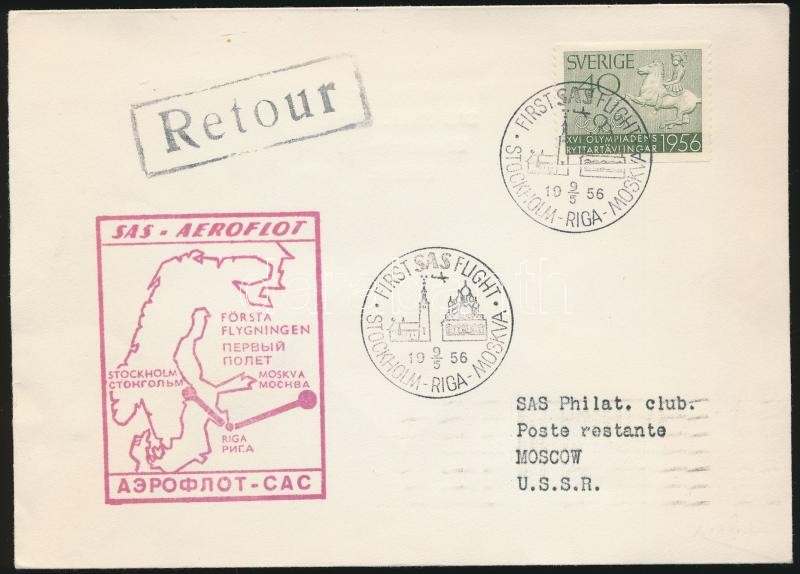 Retour
SVERIGE
40
XVI OLYMPIADENS
RYTTARTÄVLINGAR 1956
· FIRST SAS FLIGHT ·
19 9/5 56
STOCKHOLM-RIGA-MOSKVA
SAS - AEROFLOT
FÖRSTA
FLYGNINGEN
ПЕРВЫЙ
ПОЛЕТ
STOCKHOLM
СТОКГОЛЬМ
MOSKVA
МОСКВА
RIGA
РИГА
АЭРОФЛОТ-САС
· FIRST SAS FLIGHT ·
19 9/5 56
STOCKHOLM-RIGA-MOSKVA
SAS Philat. club.
Poste restante
MOSCOW
U.S.S.R.